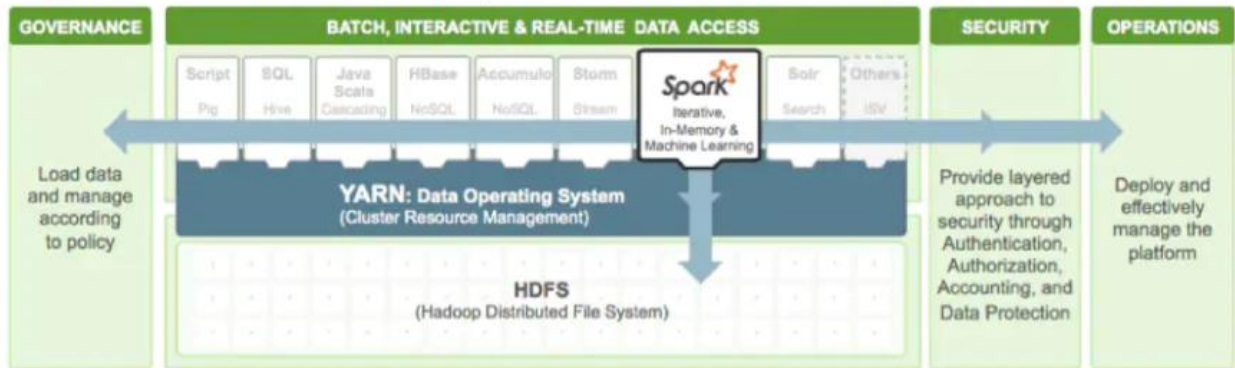 GOVERNANCE
BATCH, INTERACTIVE & REAL-TIME DATA ACCESS
SECURITY
OPERATIONS
Script
Pig
SQL
Hive
Java
Scala
Cascading
HBase
NoSQL
Accumulo
NoSQL
Storm
Stream
Spark
Iterative,
In-Memory &
Machine Learning
Solr
Search
Others
ISV
Load data
and manage
according
to policy
YARN: Data Operating System
(Cluster Resource Management)
HDFS
(Hadoop Distributed File System)
Provide layered
approach to
security through
Authentication,
Authorization,
Accounting, and
Data Protection
Deploy and
effectively
manage the
platform